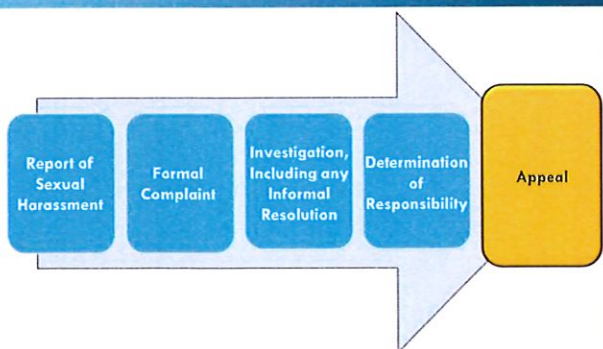 Report of
Sexual
Harassment
Formal
Complaint
Investigation,
Including any
Informal
Resolution
Determination
of
Responsibility
Appeal